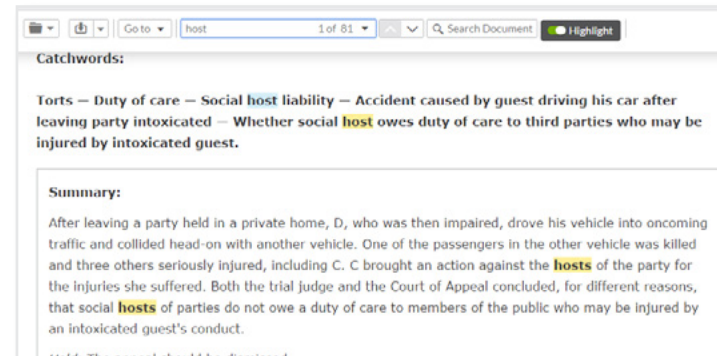 Go to host 1 of 81 Search Document Highlight
Catchwords:
Torts — Duty of care — Social host liability — Accident caused by guest driving his car after
leaving party intoxicated — Whether social host owes duty of care to third parties who may be
injured by intoxicated guest.
Summary:
After leaving a party held in a private home, D, who was then impaired, drove his vehicle into oncoming
traffic and collided head-on with another vehicle. One of the passengers in the other vehicle was killed
and three others seriously injured, including C. C brought an action against the hosts of the party for
the injuries she suffered. Both the trial judge and the Court of Appeal concluded, for different reasons,
that social hosts of parties do not owe a duty of care to members of the public who may be injured by
an intoxicated guest's conduct.
The appeal should be dismissed